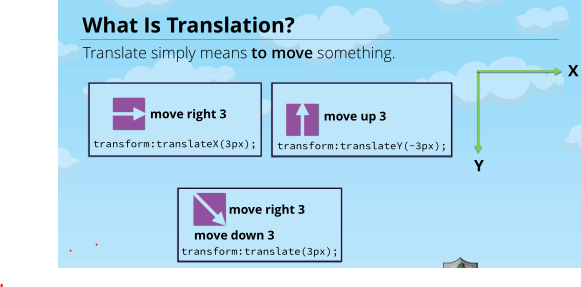 What Is Translation?
Translate simply means to move something.
X
move right 3
transform:translateX(3px);
move up 3
transform:translateY(-3px);
Y
move right 3
move down 3
transform:translate(3px);